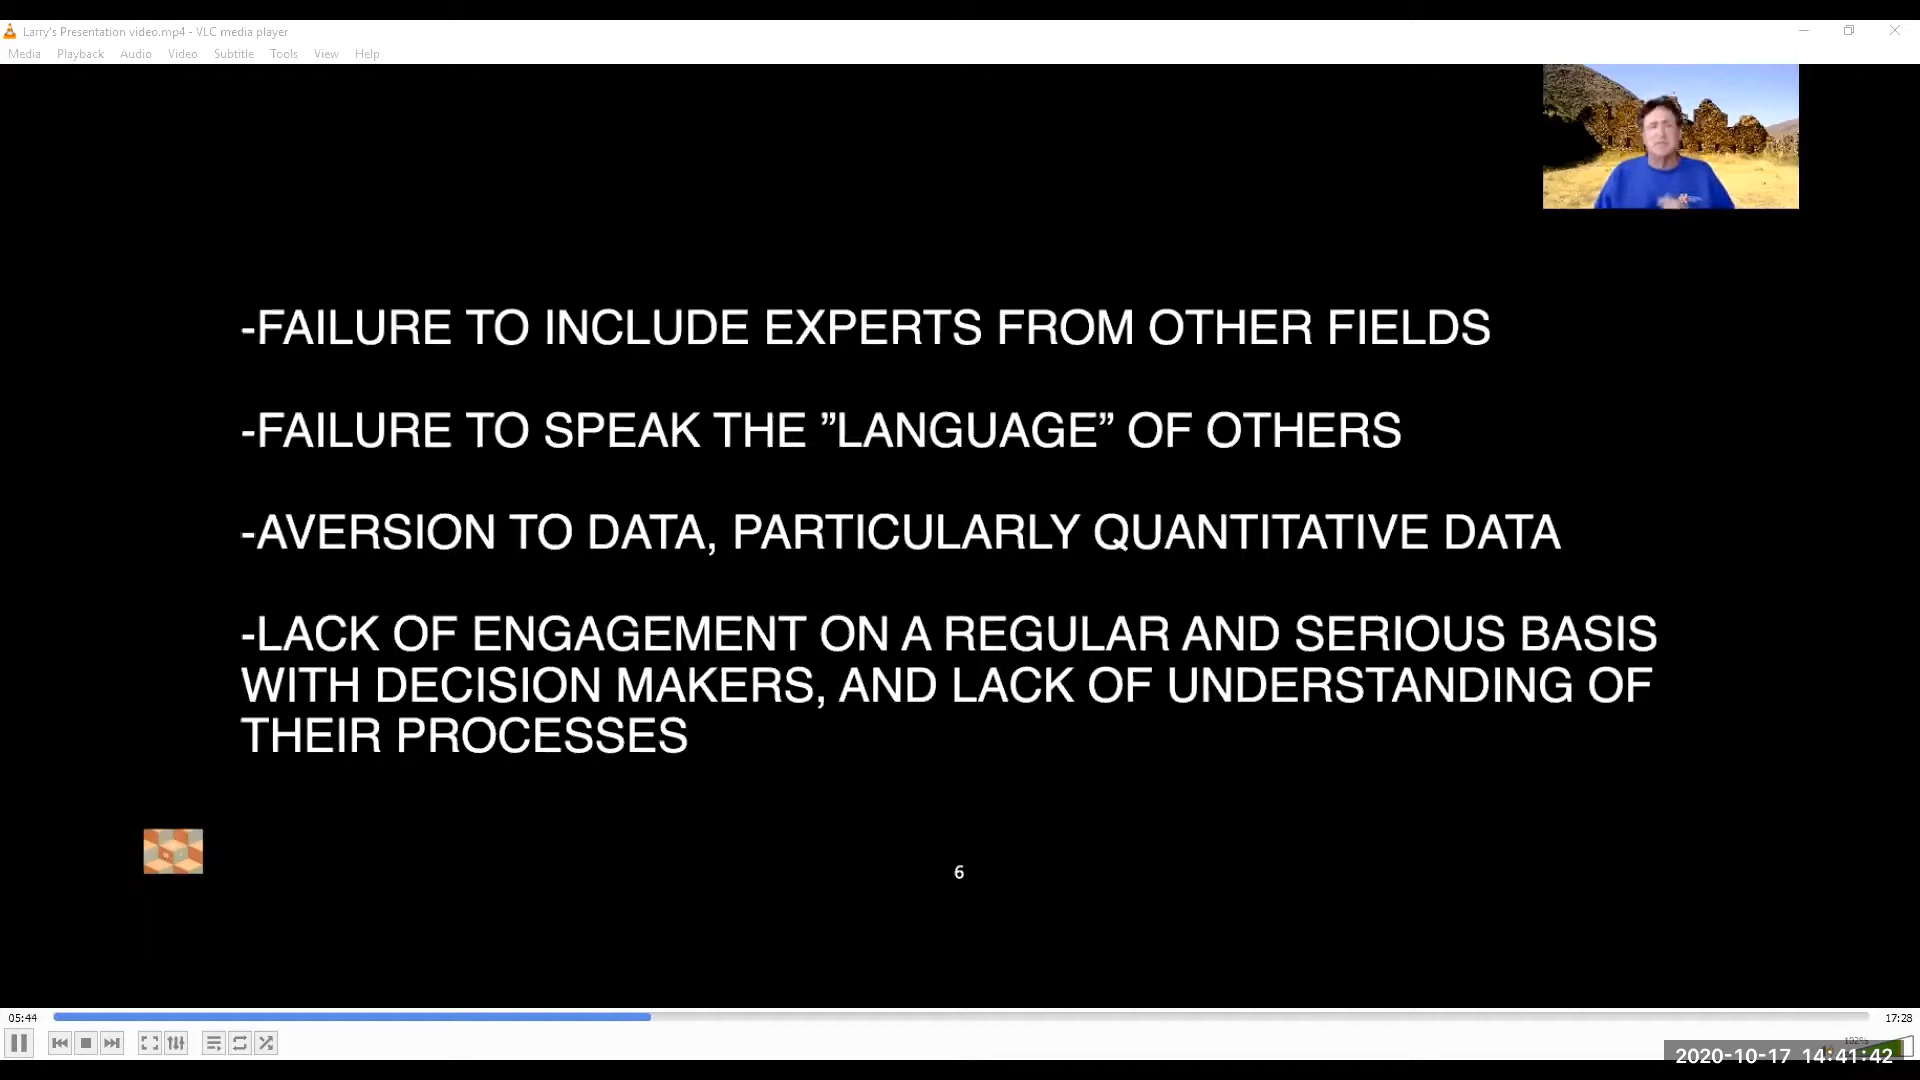 Larry's Presentation video.mp4 - VLC media player
Media Playback Audio Video Subtitle Tools View Help
-FAILURE TO INCLUDE EXPERTS FROM OTHER FIELDS
-FAILURE TO SPEAK THE ”LANGUAGE” OF OTHERS
-AVERSION TO DATA, PARTICULARLY QUANTITATIVE DATA
-LACK OF ENGAGEMENT ON A REGULAR AND SERIOUS BASIS
WITH DECISION MAKERS, AND LACK OF UNDERSTANDING OF
THEIR PROCESSES
6
05:44
17:28
2020-10-17 14:41:42